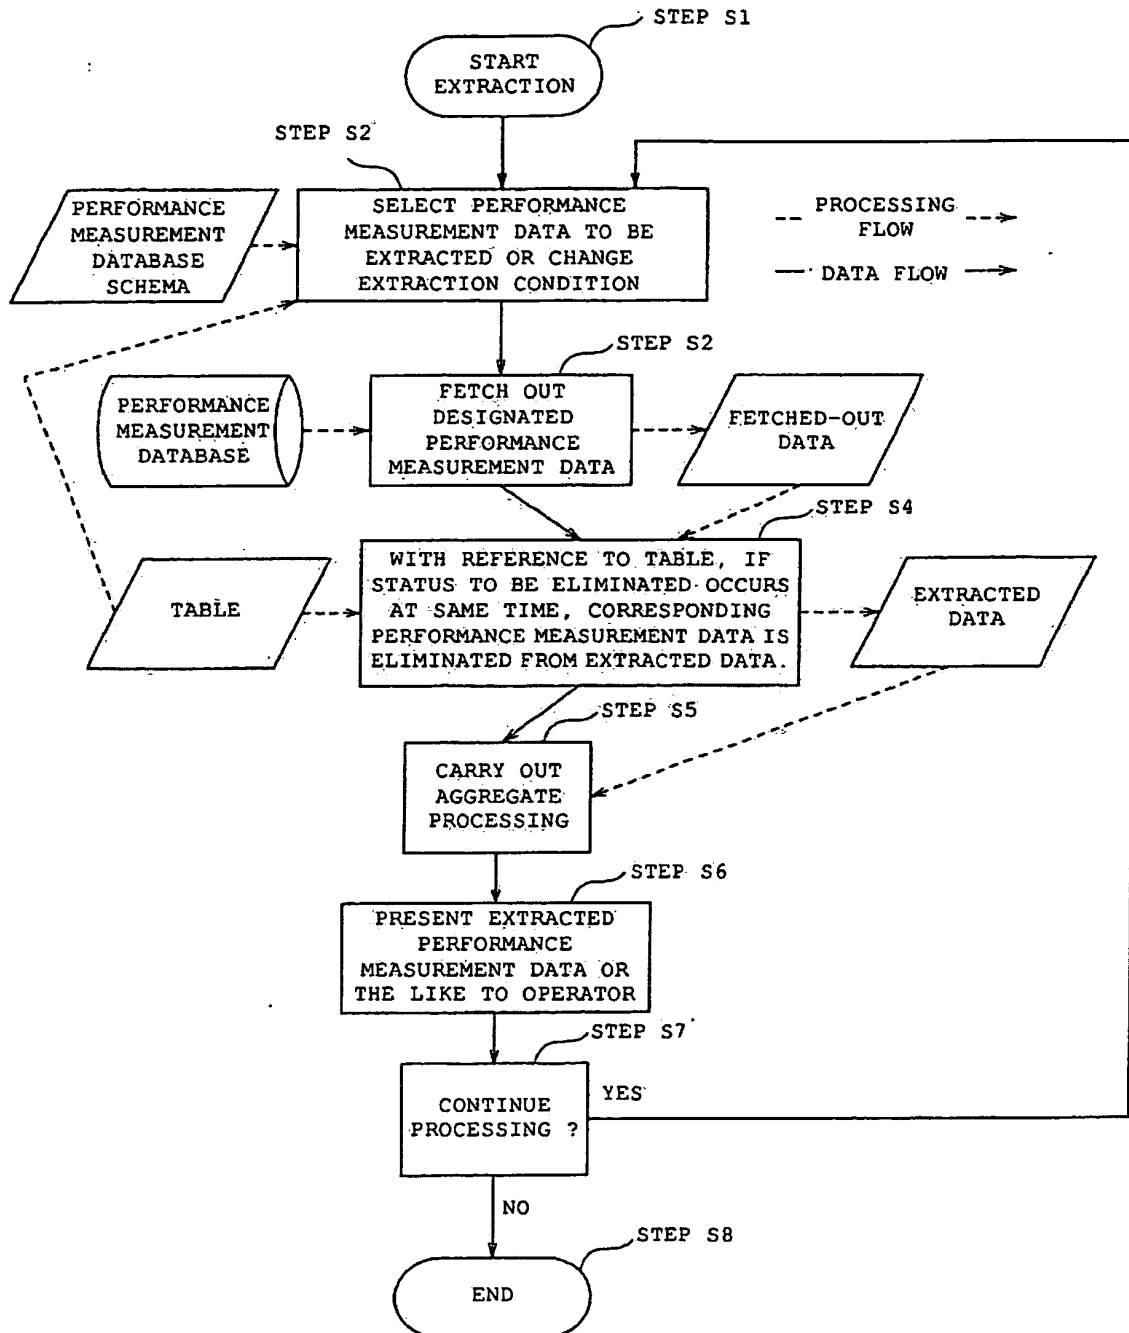 STEP S1
START
EXTRACTION
STEP S2
PERFORMANCE
MEASUREMENT
DATABASE
SCHEMA
SELECT PERFORMANCE
MEASUREMENT DATA TO BE
EXTRACTED OR CHANGE
EXTRACTION CONDITION
PROCESSING
FLOW
DATA FLOW
STEP S2
PERFORMANCE
MEASUREMENT
DATABASE
FETCH OUT
DESIGNATED
PERFORMANCE
MEASUREMENT DATA
FETCHED-OUT
DATA
STEP S4
TABLE
WITH REFERENCE TO TABLE, IF
STATUS TO BE ELIMINATED OCCURS
AT SAME TIME, CORRESPONDING
PERFORMANCE MEASUREMENT DATA IS
ELIMINATED FROM EXTRACTED DATA.
EXTRACTED
DATA
STEP S5
CARRY OUT
AGGREGATE
PROCESSING
STEP S6
PRESENT EXTRACTED
PERFORMANCE
MEASUREMENT DATA OR
THE LIKE TO OPERATOR
STEP S7
CONTINUE
PROCESSING ?
YES
NO
STEP S8
END